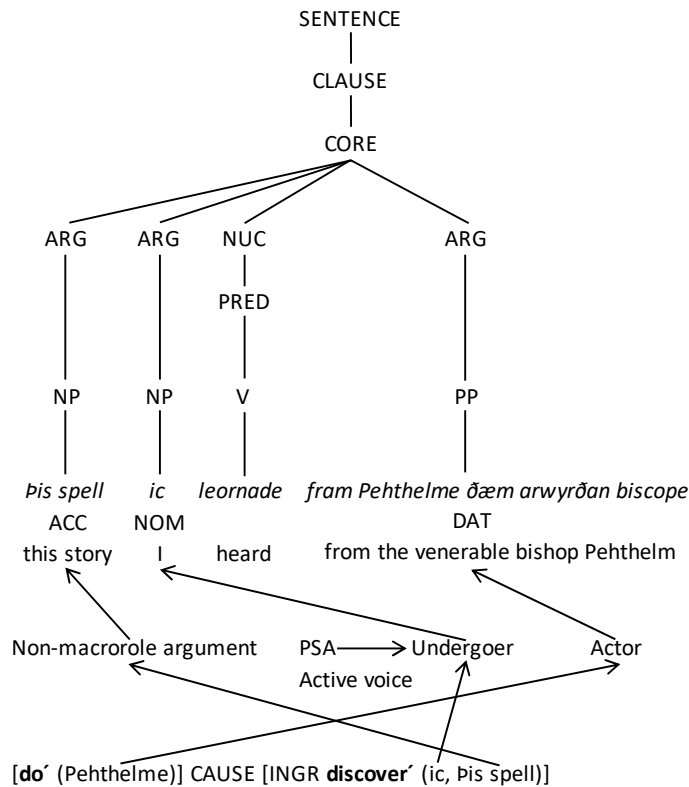 SENTENCE
CLAUSE
CORE
ARG ARG NUC ARG
PRED
NP NP V PP
Þis spell ic leornade fram Pehthelme ðæm arwyrðan biscope
ACC NOM DAT
this story I heard from the venerable bishop Pehthelm
Non-macrorole argument PSA Undergoer Actor
Active voice
[do´ (Pehthelme)] CAUSE [INGR discover´ (ic, Þis spell)]